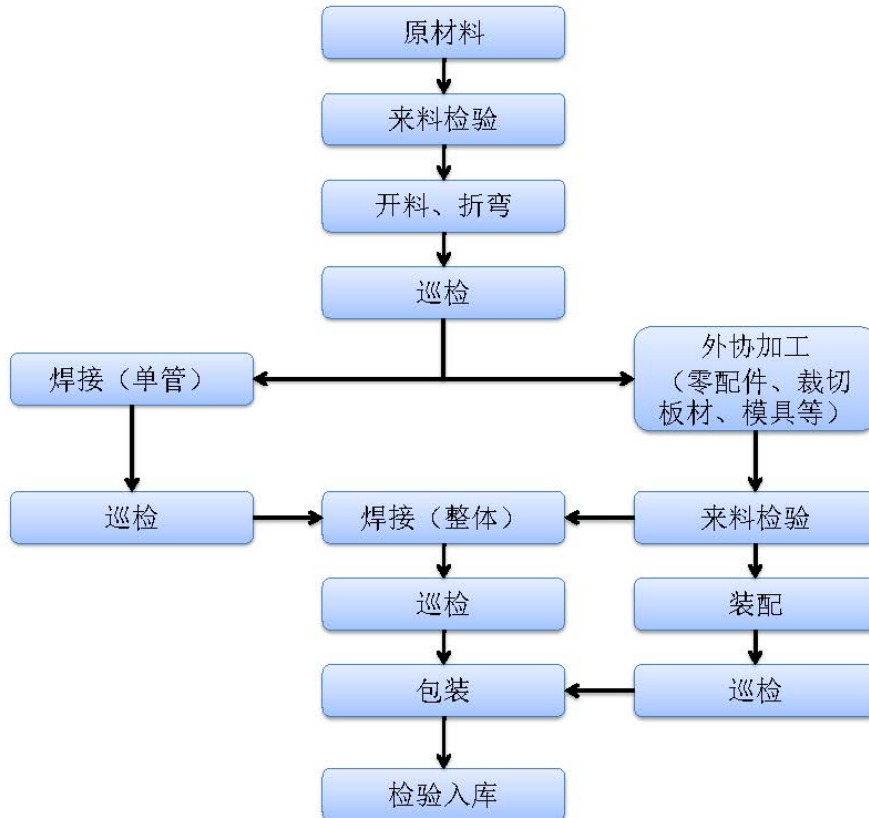 原材料
来料检验
开料、折弯
巡检
焊接（单管）
外协加工
（零配件、裁切
板材、模具等）
巡检
焊接（整体）
来料检验
巡检
装配
包装
巡检
检验入库